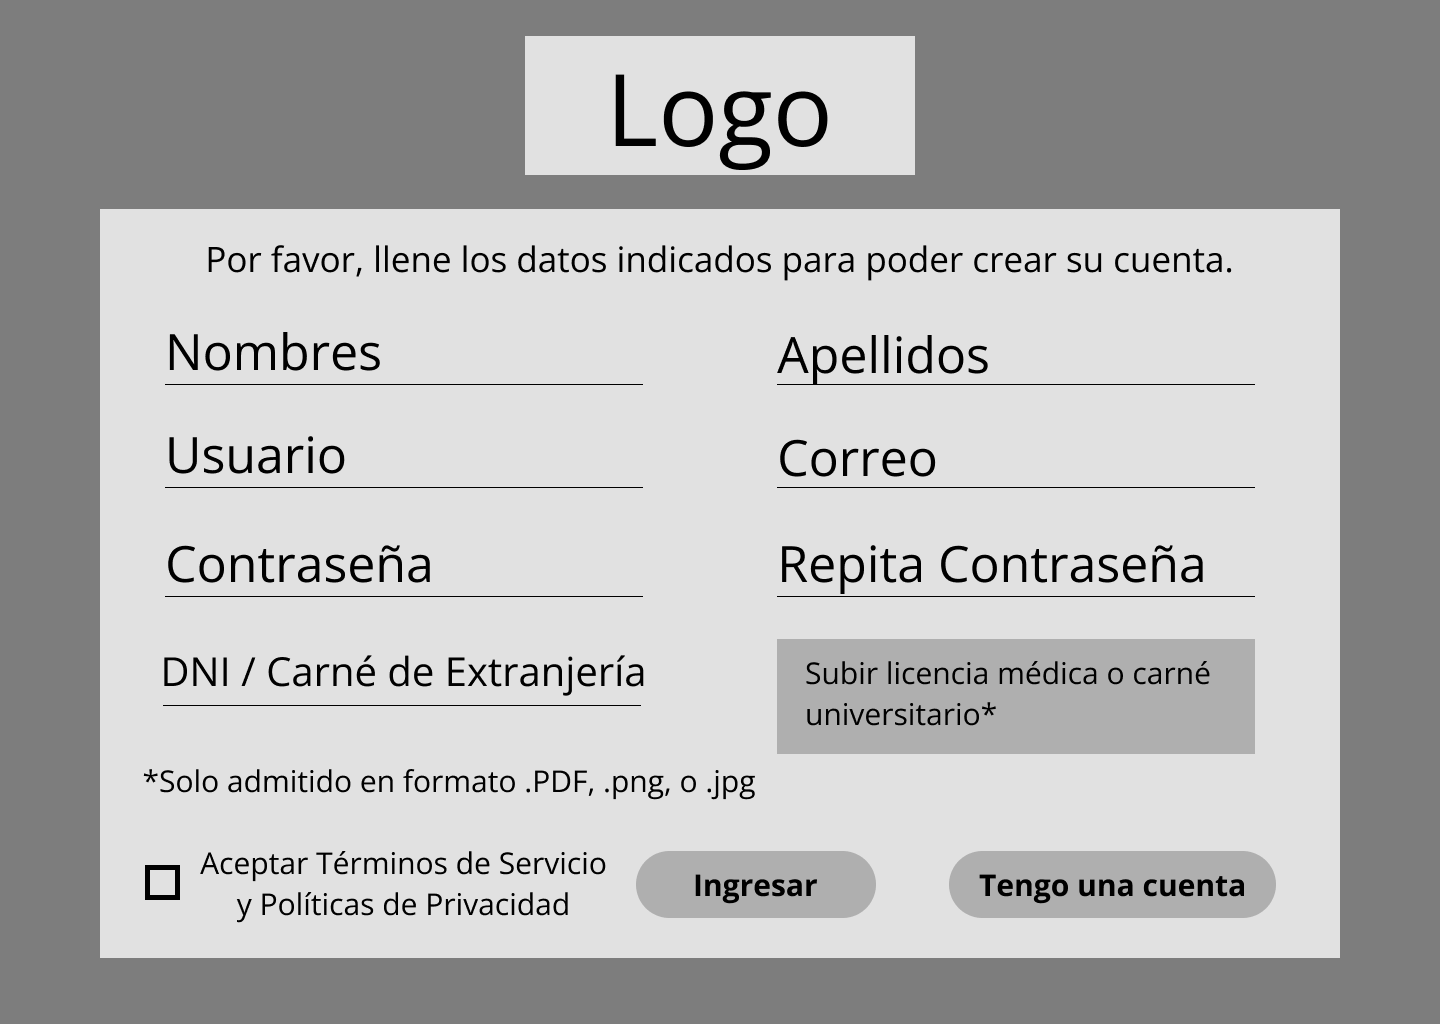 Logo
Por favor, llene los datos indicados para poder crear su cuenta.
Nombres
Apellidos
Usuario
Correo
Contraseña
Repita Contraseña
DNI / Carné de Extranjería
Subir licencia médica o carné
universitario*
*Solo admitido en formato .PDF, .png, o .jpg
Aceptar Términos de Servicio
y Políticas de Privacidad
Ingresar
Tengo una cuenta